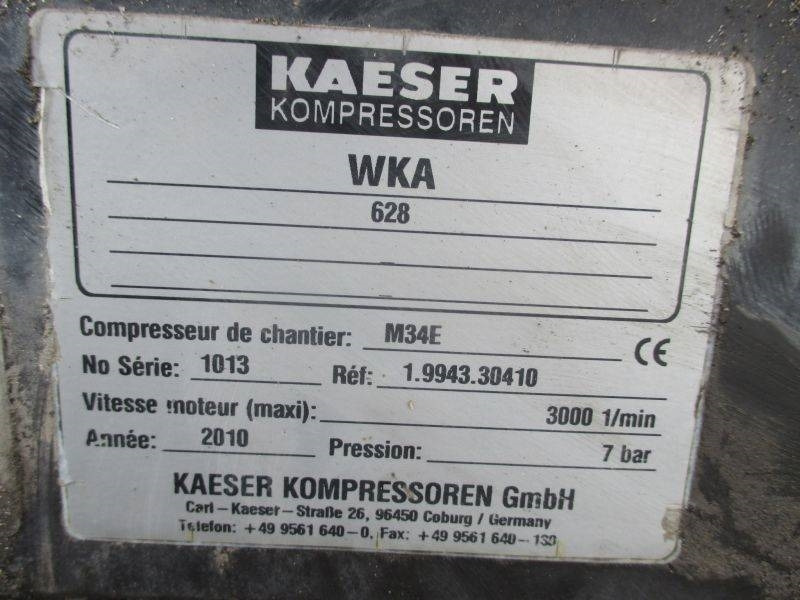 KAESER
KOMPRESSOREN
WKA
628
Compresseur de chantier: M34E
CE
No Série: 1013 Réf: 1.9943.30410
Vitesse moteur (maxi): 3000 1/min
Année: 2010 Pression: 7 bar
KAESER KOMPRESSOREN GmbH
Carl – Kaeser – Straße 26, 96450 Coburg / Germany
Telefon: +49 9561 640 – 0, Fax: +49 9561 640 – 130